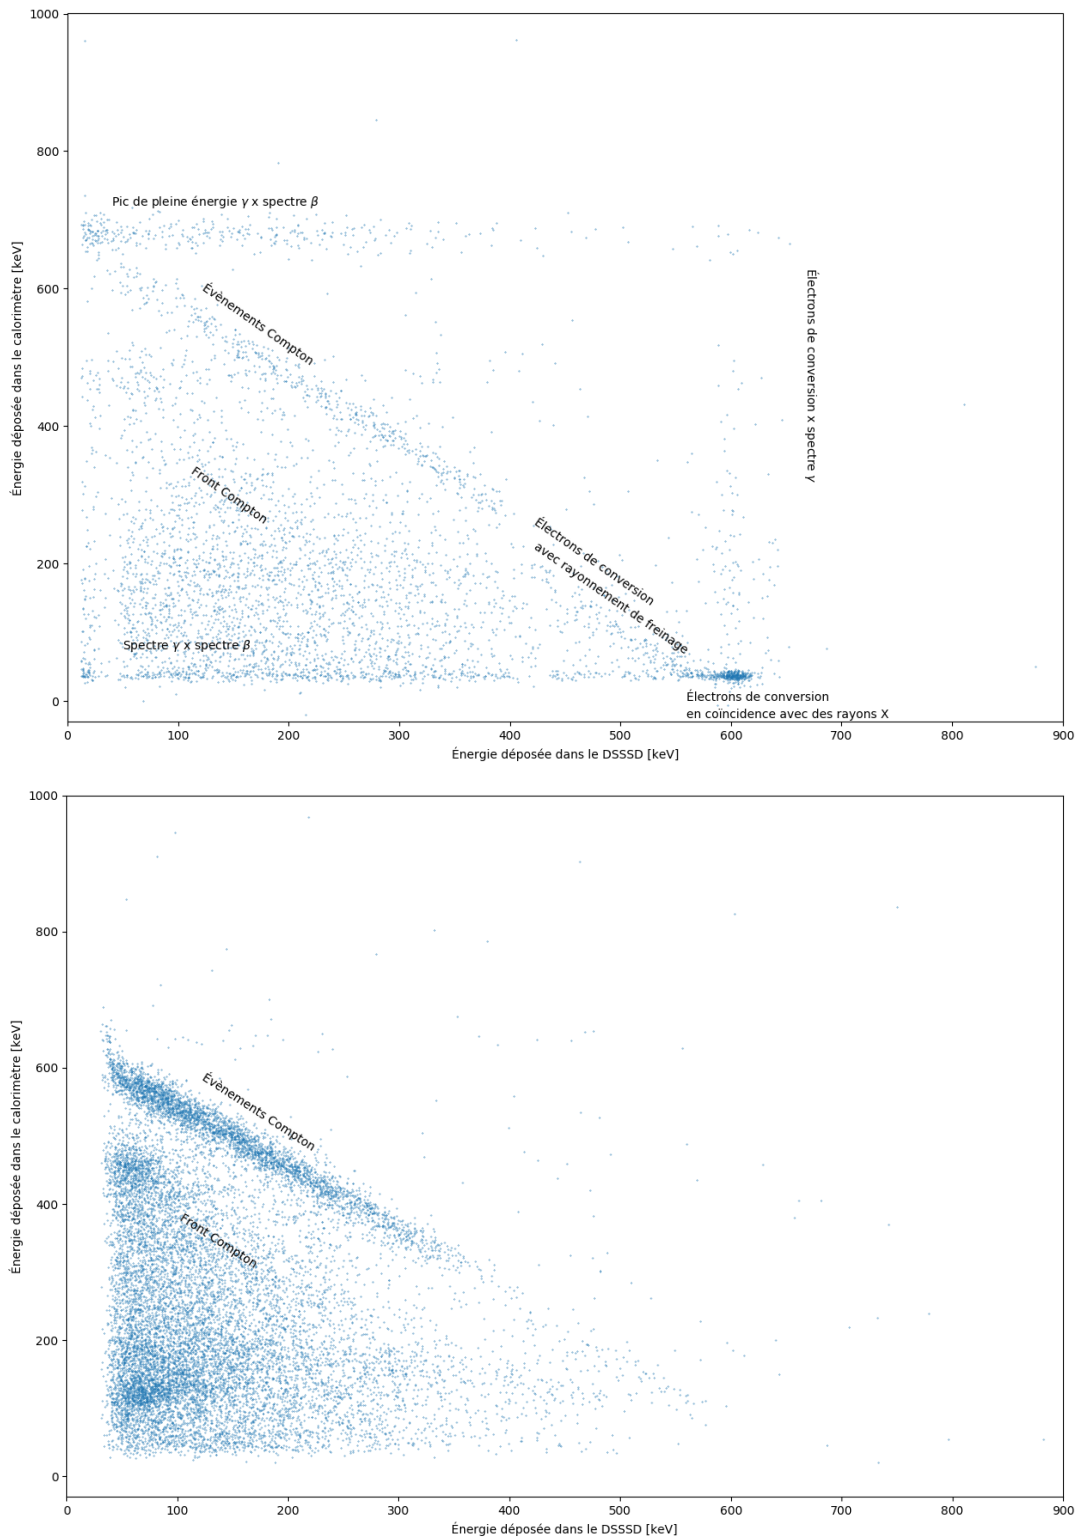 1000
800
600
400
200
0
Énergie déposée dans le calorimètre [keV]
Pic de pleine énergie γ x spectre β
Évènements Compton
Front Compton
Spectre γ x spectre β
Électrons de conversion x spectre γ
Électrons de conversion
avec rayonnement de freinage
Électrons de conversion
en coïncidence avec des rayons X
0 100 200 300 400 500 600 700 800 900
Énergie déposée dans le DSSSD [keV]
1000
800
600
400
200
0
Énergie déposée dans le calorimètre [keV]
Évènements Compton
Front Compton
0 100 200 300 400 500 600 700 800 900
Énergie déposée dans le DSSSD [keV]